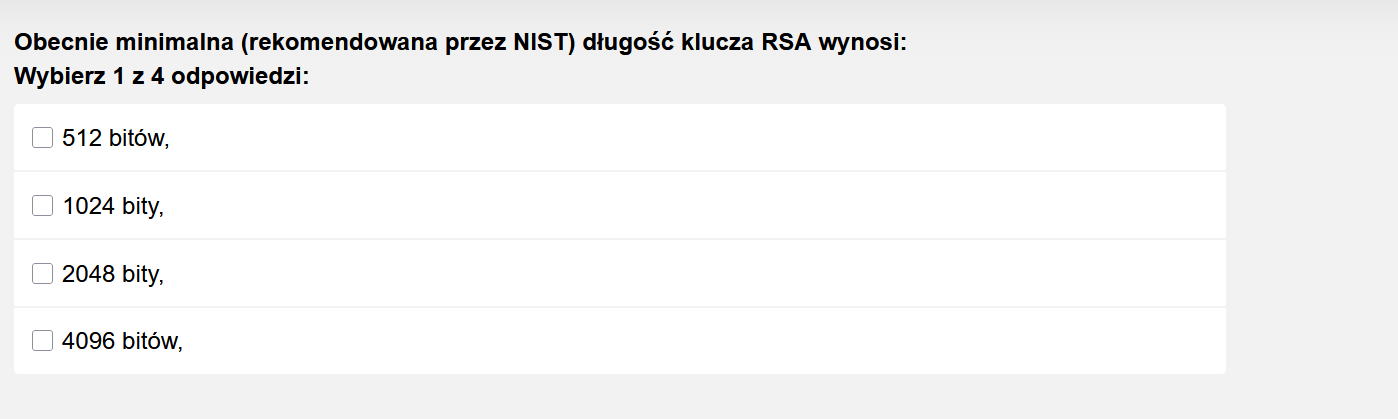 Obecnie minimalna (rekomendowana przez NIST) długość klucza RSA wynosi:
Wybierz 1 z 4 odpowiedzi:
512 bitów,
1024 bity,
2048 bity,
4096 bitów,